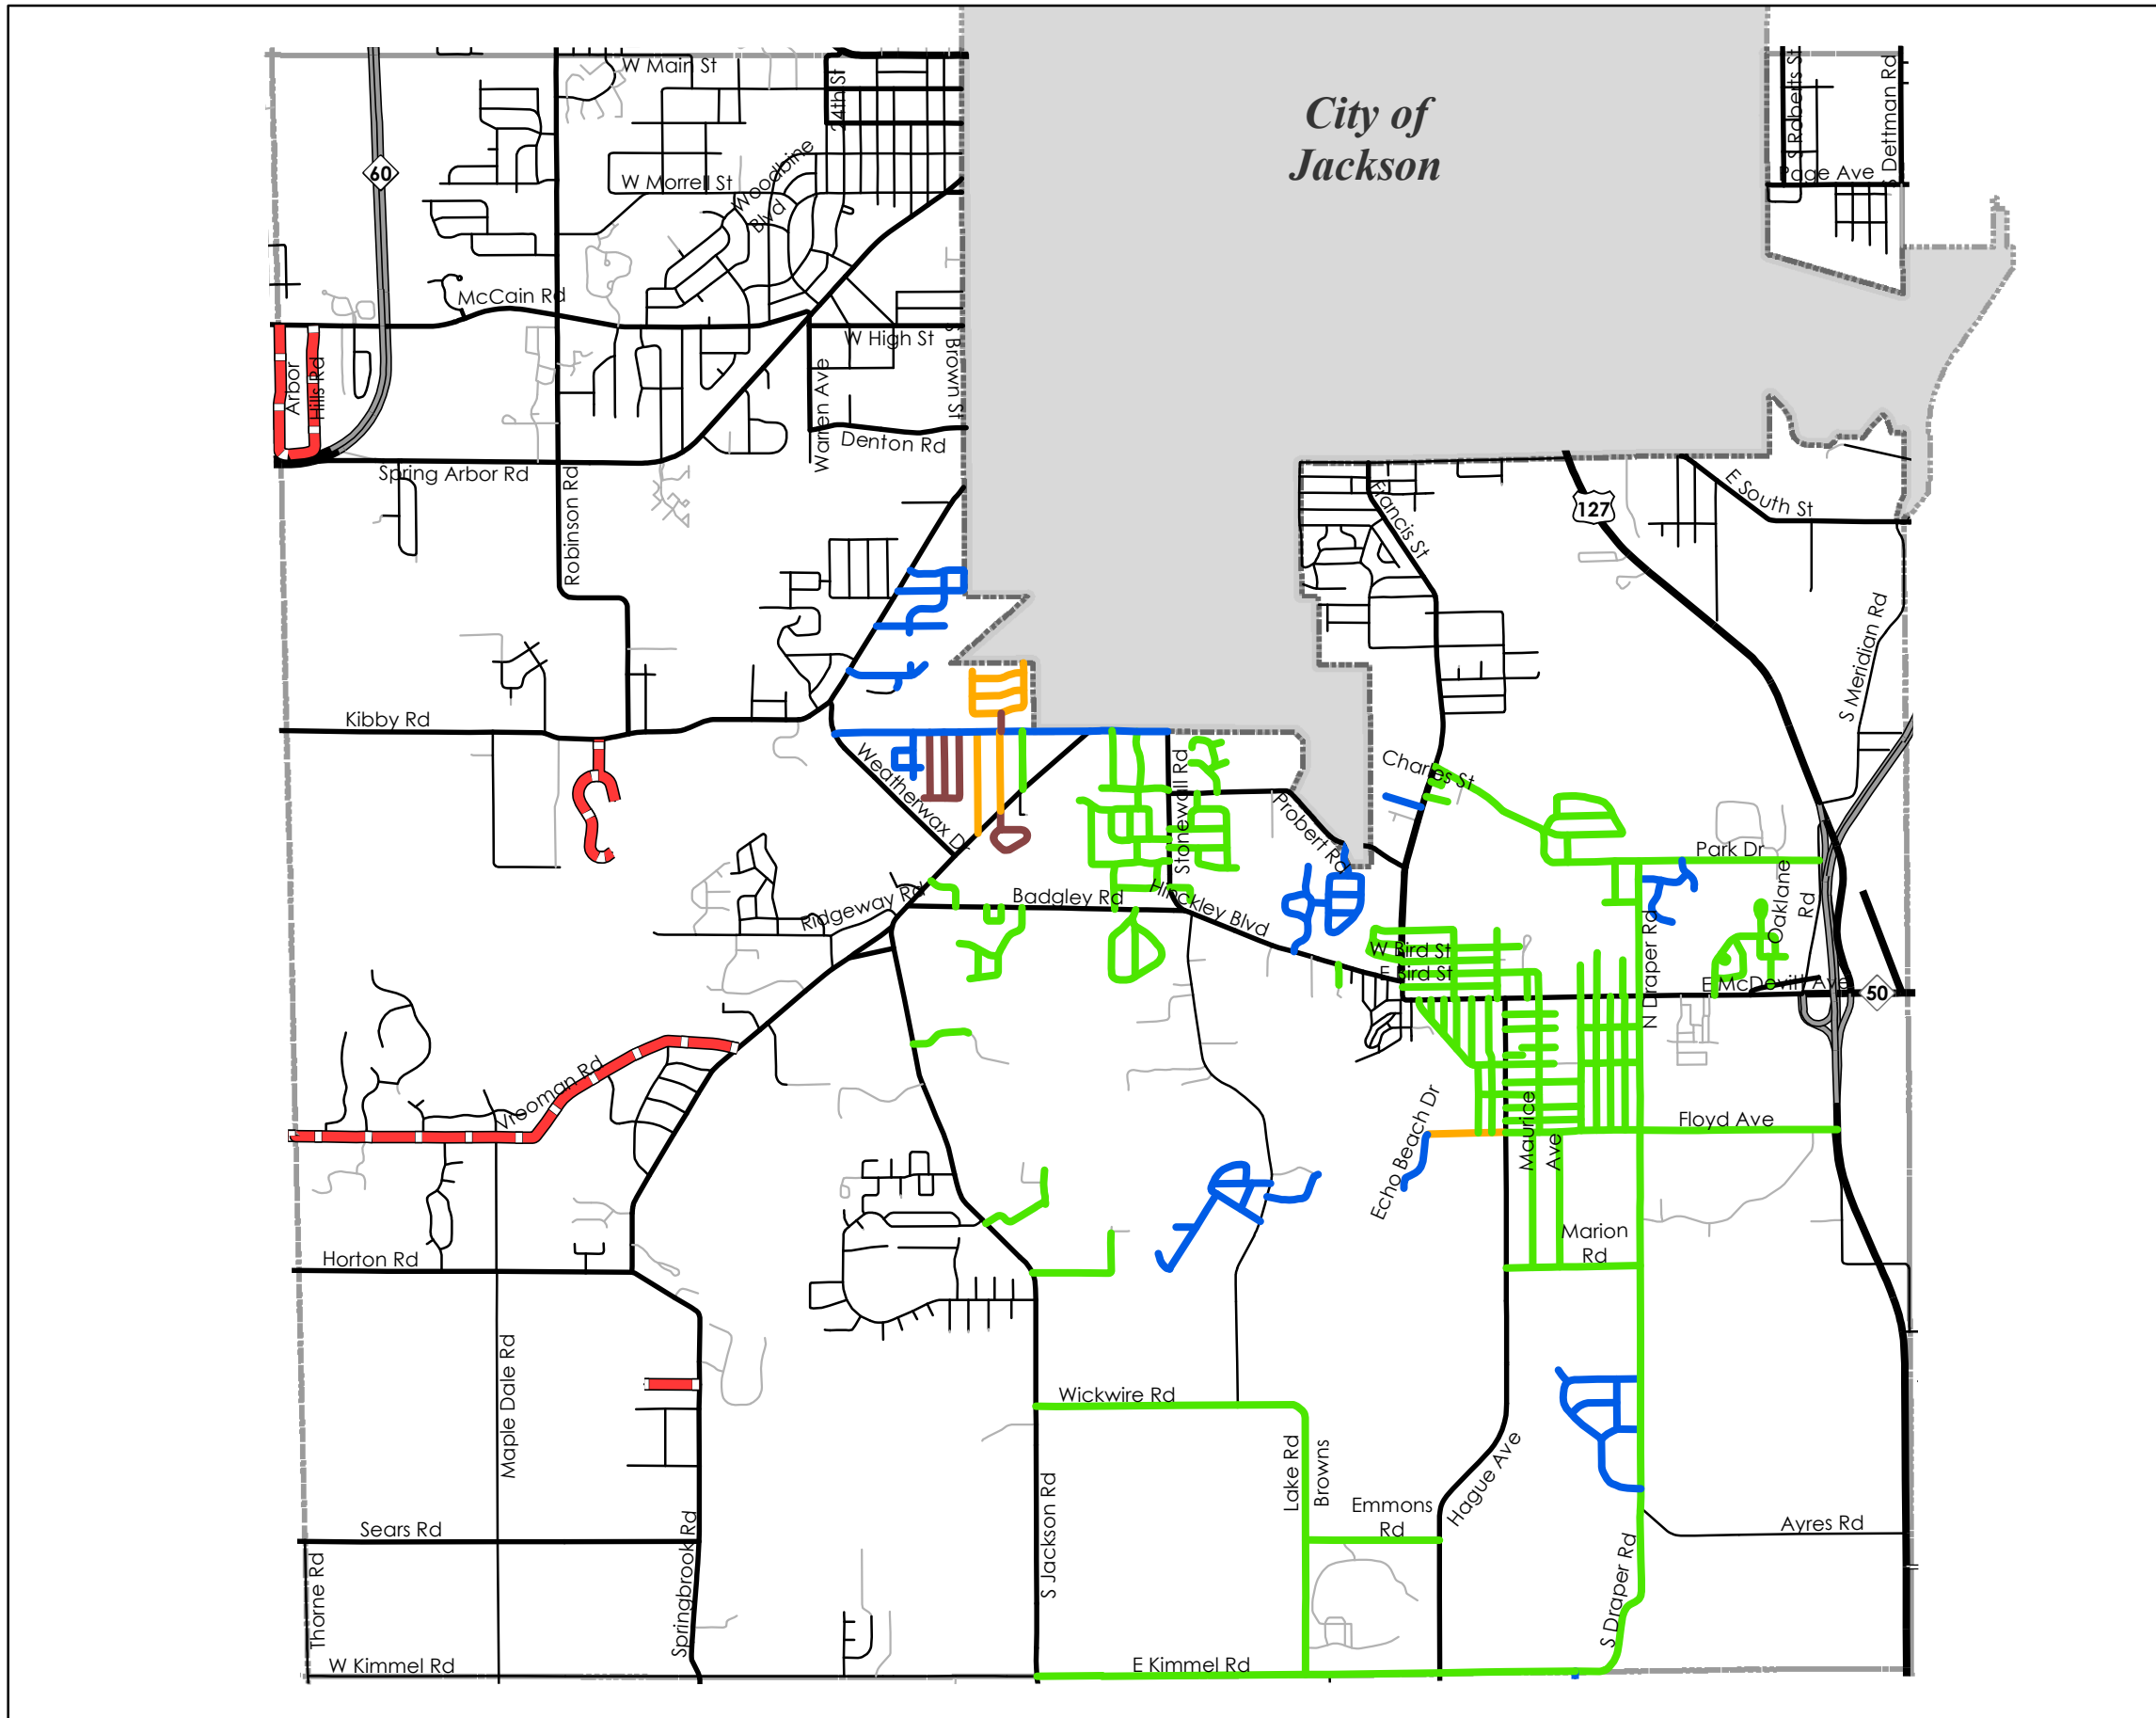 City of
Jackson
W Main St
24th St
S Roberts St
S Dettman Rd
60
W Morrell St
Woodbine
Blvd
Page Ave
McCain Rd
W High St
S Brown St
Arbor
Hills Rd
Warren Ave
Denton Rd
Spring Arbor Rd
Robinson Rd
Francis St
127
E South St
S Meridian Rd
Kibby Rd
Weatherwax Dr
Stonewall Rd
Charles St
Probert Rd
Park Dr
Oaklane
Rd
Ridgeway Rd
Badgley Rd
Hinckley Blvd
W Bird St
E Bird St
N Draper Rd
E McDevitt Ave
50
Vrooman Rd
Echo Beach Dr
Maurice
Ave
Floyd Ave
Horton Rd
Marion
Rd
Maple Dale Rd
Wickwire Rd
Lake Rd
Browns
Hague Ave
Emmons
Rd
S Jackson Rd
Sears Rd
Ayres Rd
Thorne Rd
Springbrook Rd
S Draper Rd
W Kimmel Rd
E Kimmel Rd